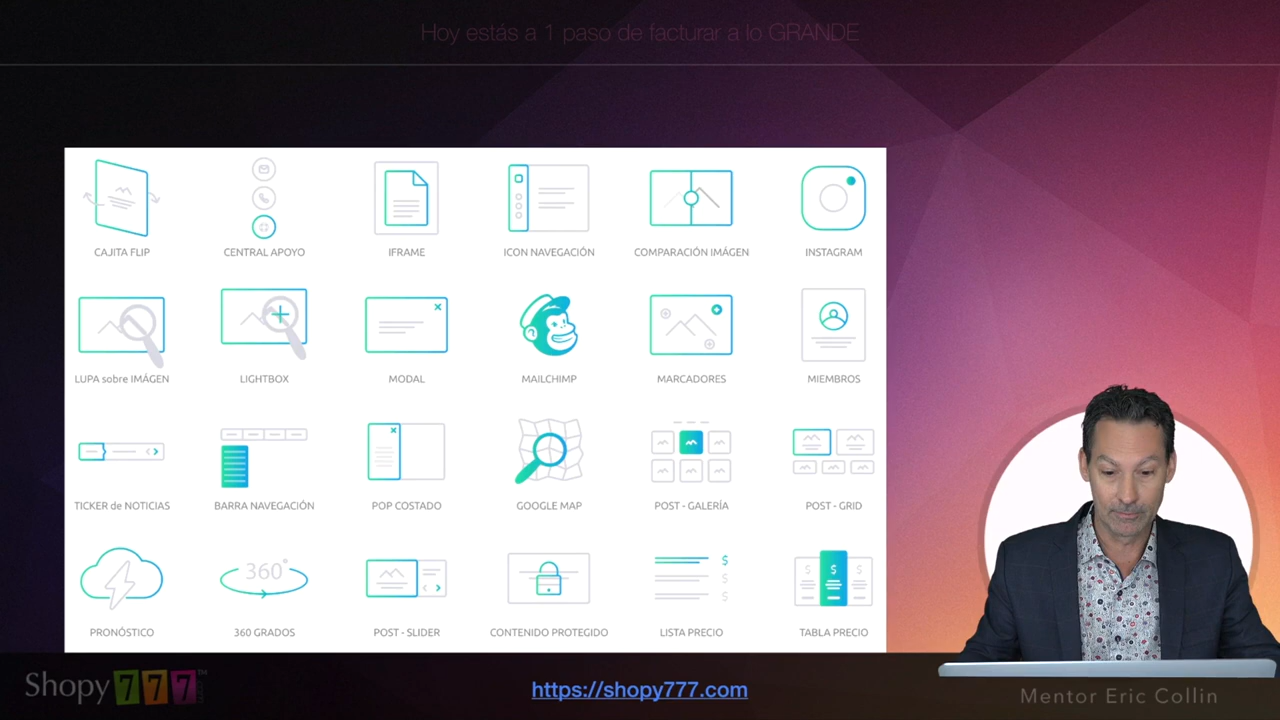 Hoy estás a 1 paso de facturar a lo GRANDE
CAJITA FLIP
CENTRAL APOYO
IFRAME
ICON NAVEGACIÓN
COMPARACIÓN IMÁGEN
INSTAGRAM
LUPA sobre IMÁGEN
LIGHTBOX
MODAL
MAILCHIMP
MARCADORES
MIEMBROS
TICKER de NOTICIAS
BARRA NAVEGACIÓN
POP COSTADO
GOOGLE MAP
POST - GALERÍA
POST - GRID
360°
$
$
$
$
$
$
PRONÓSTICO
360 GRADOS
POST - SLIDER
CONTENIDO PROTEGIDO
LISTA PRECIO
TABLA PRECIO
Shopy777™
https://shopy777.com
Mentor Eric Collin